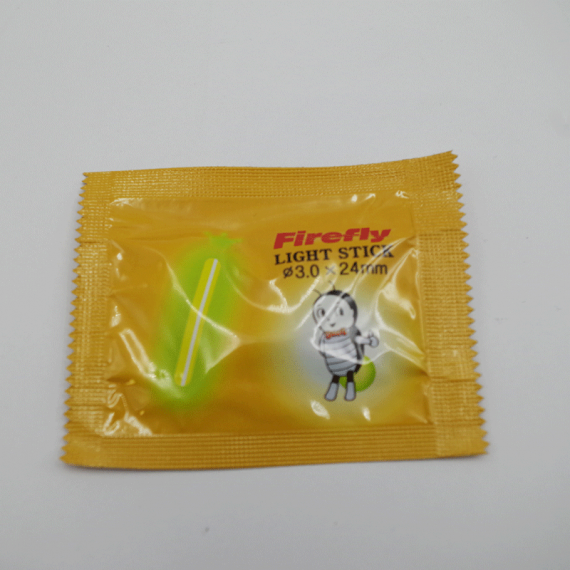 Firefly
LIGHT STICK
ø3.0 × 24mm